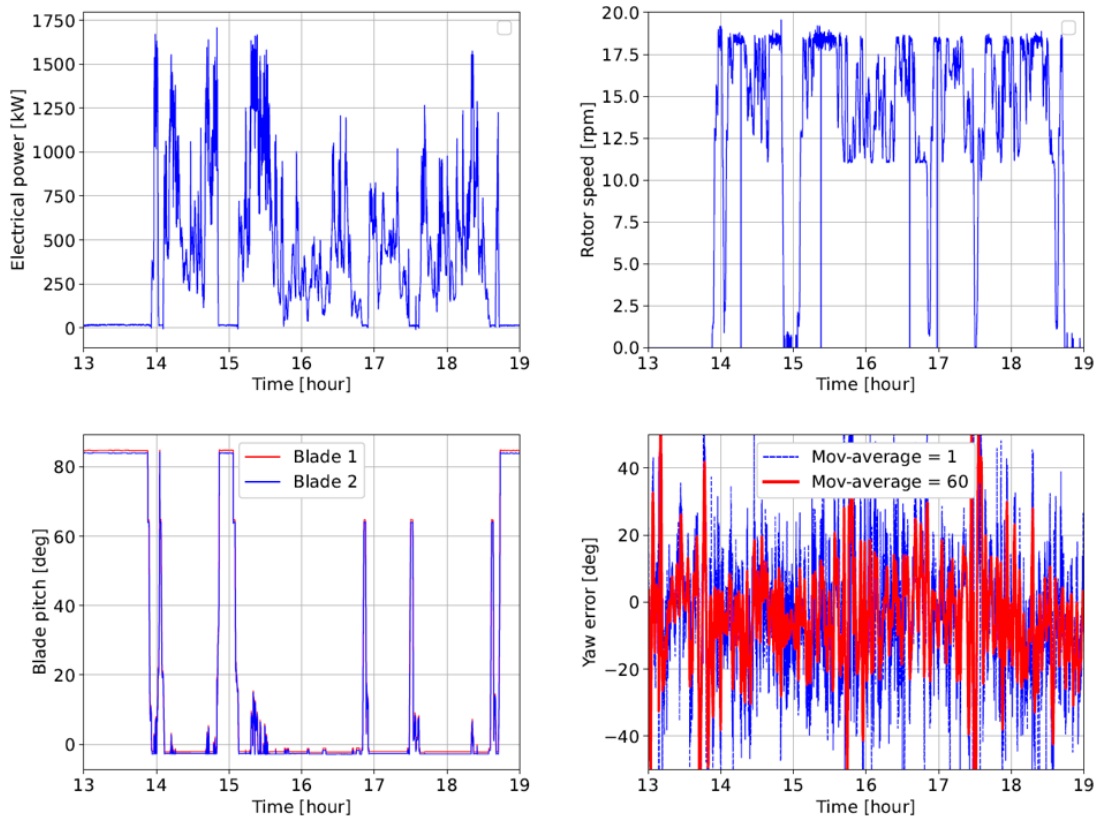 1750
1500
1250
1000
750
500
250
0
Electrical power [kW]
13 14 15 16 17 18 19
Time [hour]
20.0
17.5
15.0
12.5
10.0
7.5
5.0
2.5
0.0
Rotor speed [rpm]
13 14 15 16 17 18 19
Time [hour]
80
60
40
20
0
Blade pitch [deg]
Blade 1
Blade 2
13 14 15 16 17 18 19
Time [hour]
40
20
0
−20
−40
Yaw error [deg]
Mov-average = 1
Mov-average = 60
13 14 15 16 17 18 19
Time [hour]